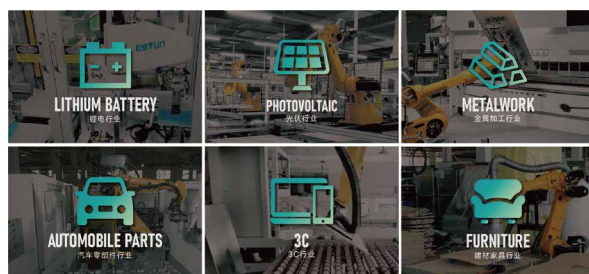 ESTUN
LITHIUM BATTERY
锂电行业
PHOTOVOLTAIC
光伏行业
METALWORK
金属加工行业
AUTOMOBILE PARTS
汽车零部件行业
3C
3C行业
FURNITURE
建材家具行业